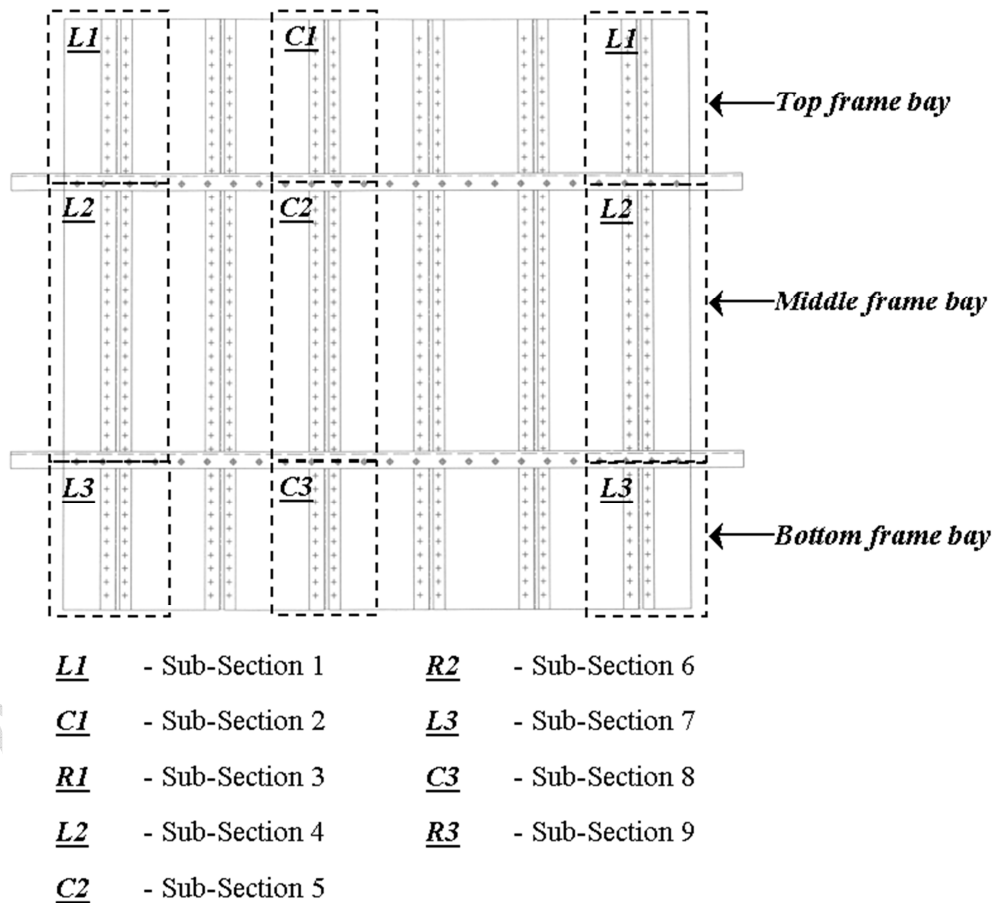 L1 C1 L1
Top frame bay
L2 C2 L2
Middle frame bay
L3 C3 L3
Bottom frame bay
L1 - Sub-Section 1
C1 - Sub-Section 2
R1 - Sub-Section 3
L2 - Sub-Section 4
C2 - Sub-Section 5
R2 - Sub-Section 6
L3 - Sub-Section 7
C3 - Sub-Section 8
R3 - Sub-Section 9